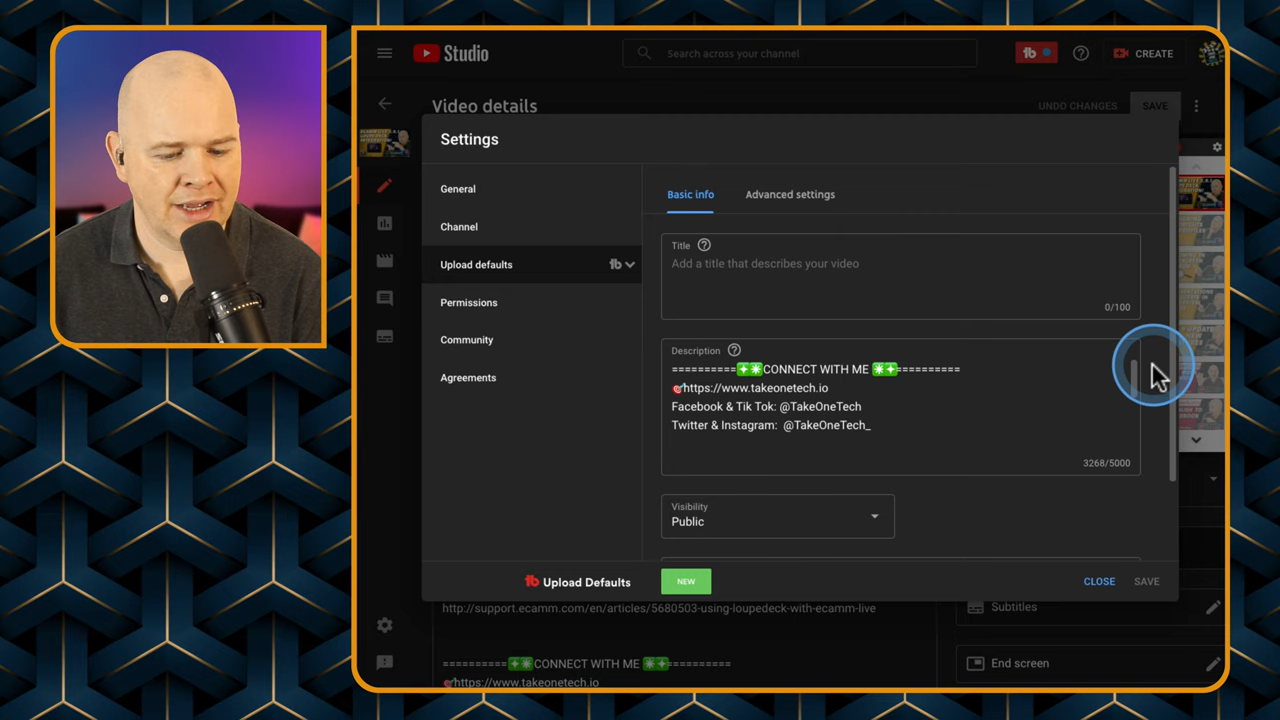 Studio
Search across your channel
tb
CREATE
Video details
UNDO CHANGES
SAVE
Settings
General
Channel
Upload defaults
tb
Permissions
Community
Agreements
Basic info
Advanced settings
Title
Add a title that describes your video
0/100
Description
==========✦✳CONNECT WITH ME ✳✦==========
🎯https://www.takeonetech.io
Facebook & Tik Tok: @TakeOneTech
Twitter & Instagram:  @TakeOneTech_
3268/5000
Visibility
Public
tb Upload Defaults
NEW
CLOSE
SAVE
http://support.ecamm.com/en/articles/5680503-using-loupedeck-with-ecamm-live
Subtitles
==========✦✳CONNECT WITH ME ✳✦==========
🎯https://www.takeonetech.io
End screen